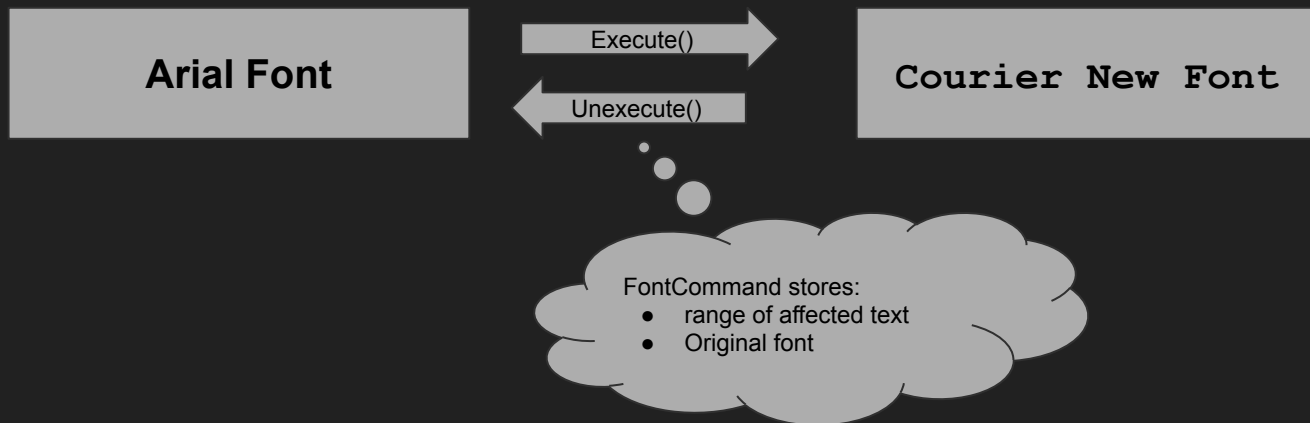 Arial Font
Execute()
Unexecute()
Courier New Font
FontCommand stores:
● range of affected text
● Original font